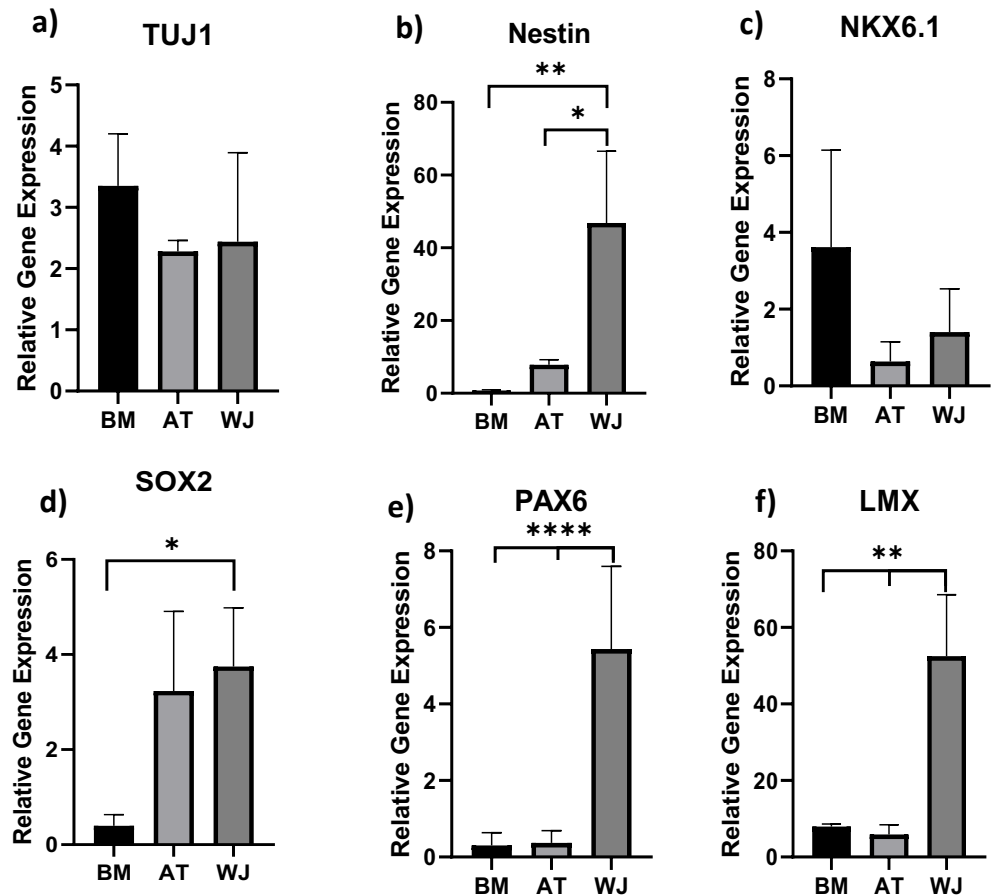 a)
TUJ1
Relative Gene Expression
5
4
3
2
1
0
BM AT WJ
b)
Nestin
**
*
Relative Gene Expression
80
60
40
20
0
BM AT WJ
c)
NKX6.1
Relative Gene Expression
8
6
4
2
0
BM AT WJ
d)
SOX2
*
Relative Gene Expression
6
4
2
0
BM AT WJ
e)
PAX6
****
Relative Gene Expression
8
6
4
2
0
BM AT WJ
f)
LMX
**
Relative Gene Expression
80
60
40
20
0
BM AT WJ